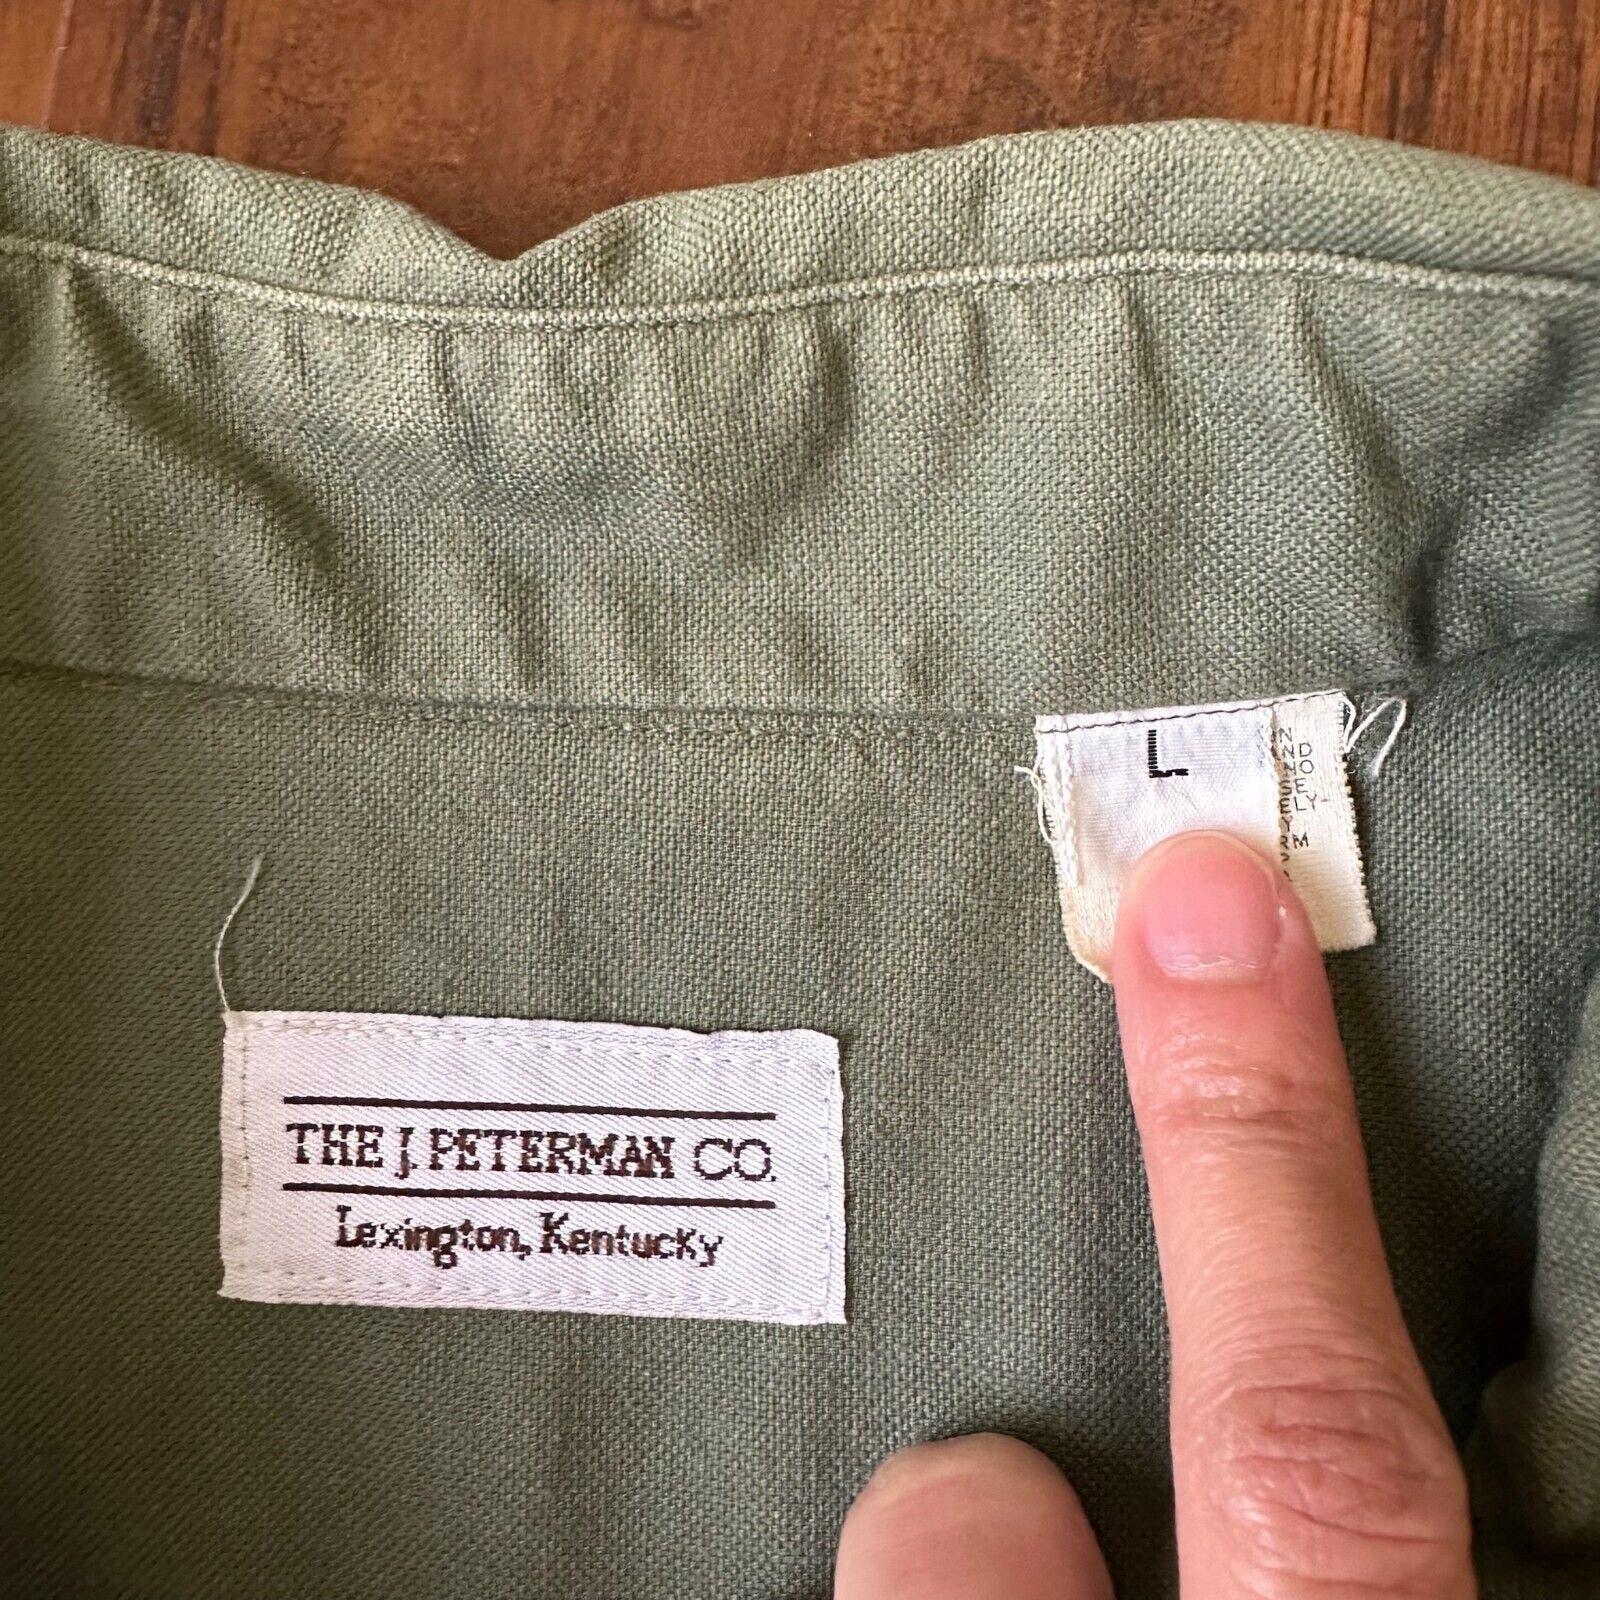 L
THE J. PETERMAN CO.
Lexington, Kentucky